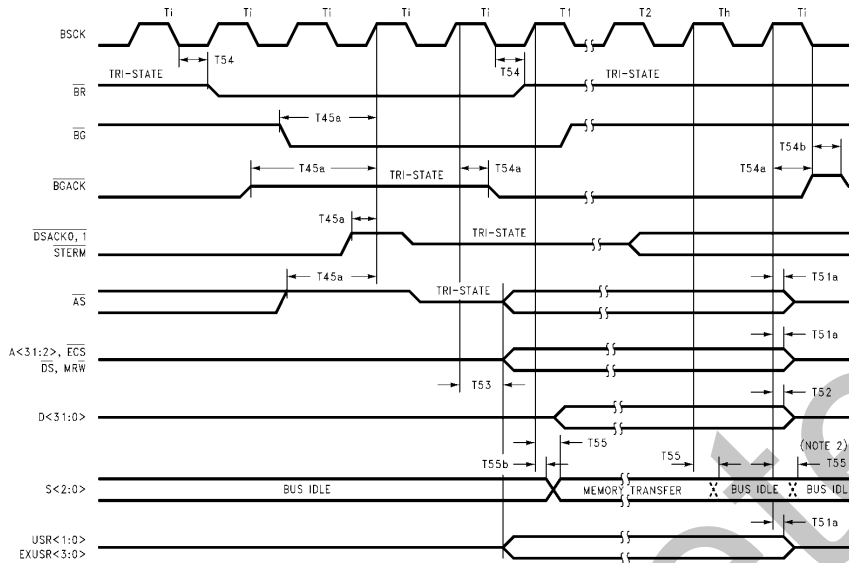 Ti Ti Ti Ti Ti T1 T2 Th Ti
BSCK
T54 T54
TRI-STATE TRI-STATE
BR
T45a
BG
T54b
T45a TRI-STATE T54a T54a
BGACK
T45a
DSACK0, 1 TRI-STATE
STERM
T45a T51a
AS TRI-STATE
T51a
A<31:2>, ECS
DS, MRW
T53 T52
D<31:0>
(NOTE 2)
T55 T55 T55
T55b
S<2:0> BUS IDLE MEMORY TRANSFER BUS IDLE BUS IDL
T51a
USR<1:0>
EXUSR<3:0>